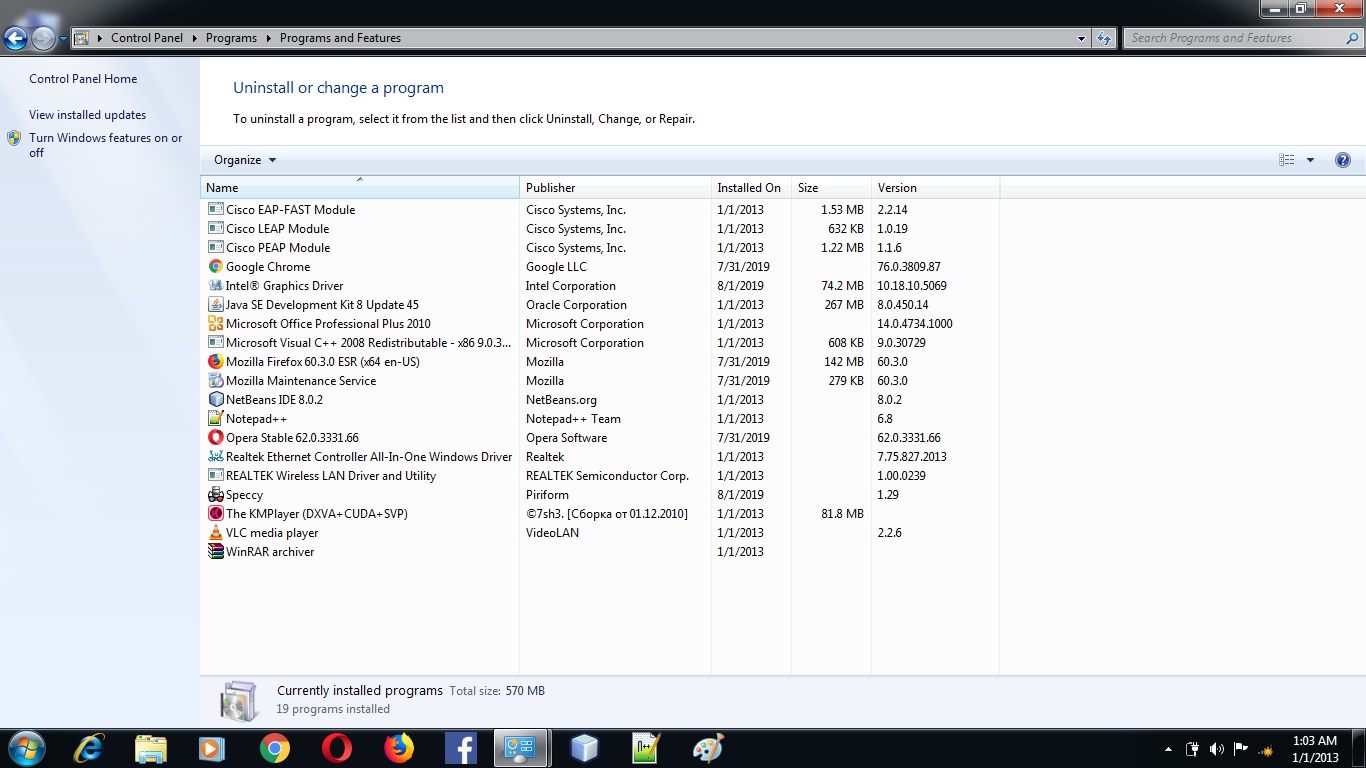 Control Panel Programs Programs and Features
Search Programs and Features
Control Panel Home
View installed updates
Turn Windows features on or
off
Uninstall or change a program
To uninstall a program, select it from the list and then click Uninstall, Change, or Repair.
Organize
Name Publisher Installed On Size Version
Cisco EAP-FAST Module Cisco Systems, Inc. 1/1/2013 1.53 MB 2.2.14
Cisco LEAP Module Cisco Systems, Inc. 1/1/2013 632 KB 1.0.19
Cisco PEAP Module Cisco Systems, Inc. 1/1/2013 1.22 MB 1.1.6
Google Chrome Google LLC 7/31/2019 76.0.3809.87
Intel® Graphics Driver Intel Corporation 8/1/2019 74.2 MB 10.18.10.5069
Java SE Development Kit 8 Update 45 Oracle Corporation 1/1/2013 267 MB 8.0.450.14
Microsoft Office Professional Plus 2010 Microsoft Corporation 1/1/2013 14.0.4734.1000
Microsoft Visual C++ 2008 Redistributable - x86 9.0.3... Microsoft Corporation 1/1/2013 608 KB 9.0.30729
Mozilla Firefox 60.3.0 ESR (x64 en-US) Mozilla 7/31/2019 142 MB 60.3.0
Mozilla Maintenance Service Mozilla 7/31/2019 279 KB 60.3.0
NetBeans IDE 8.0.2 NetBeans.org 1/1/2013 8.0.2
Notepad++ Notepad++ Team 1/1/2013 6.8
Opera Stable 62.0.3331.66 Opera Software 7/31/2019 62.0.3331.66
Realtek Ethernet Controller All-In-One Windows Driver Realtek 1/1/2013 7.75.827.2013
REALTEK Wireless LAN Driver and Utility REALTEK Semiconductor Corp. 1/1/2013 1.00.0239
Speccy Piriform 8/1/2019 1.29
The KMPlayer (DXVA+CUDA+SVP) ©7sh3. [Сборка от 01.12.2010] 1/1/2013 81.8 MB
VLC media player VideoLAN 1/1/2013 2.2.6
WinRAR archiver 1/1/2013
Currently installed programs Total size: 570 MB
19 programs installed
1:03 AM
1/1/2013